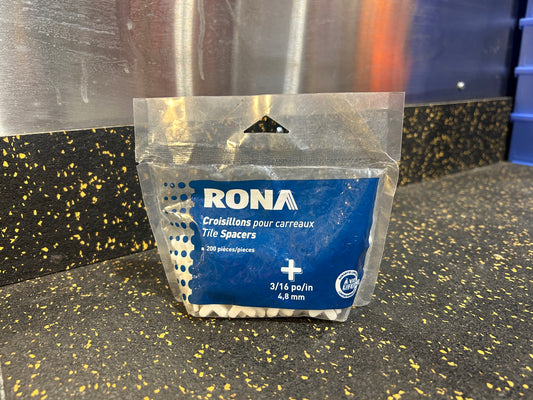 RONA
Croisillons pour carreaux
Tile Spacers
• 200 pièces/pieces
3/16 po/in
4,8 mm